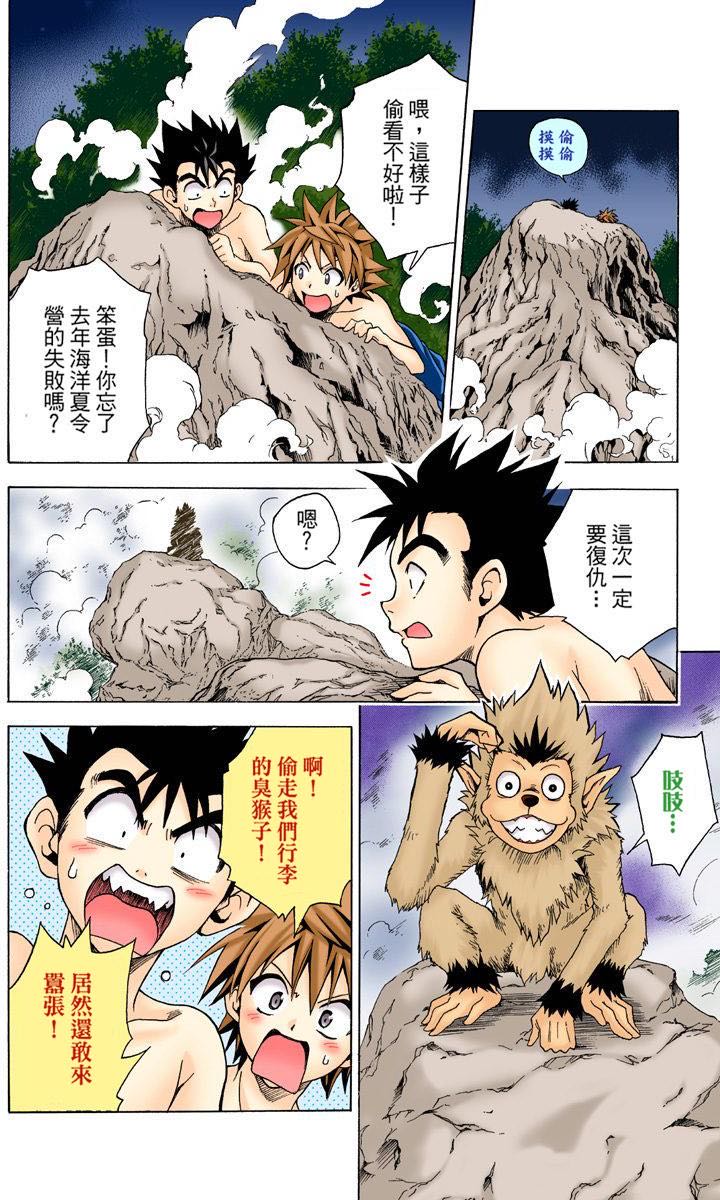 偷偷
摸摸
喂，這樣子
偷看不好啦！
笨蛋！你忘了
去年海洋夏令
營的失敗嗎？
這次一定
要復仇…
嗯？
吱吱…
啊！
偷走我們行李
的臭猴子！
居然還敢來
囂張！